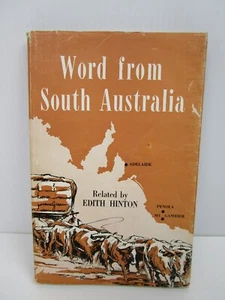 Word from
South Australia
ADELAIDE
Related by
EDITH HINTON
PENOLA
MT. GAMBIER